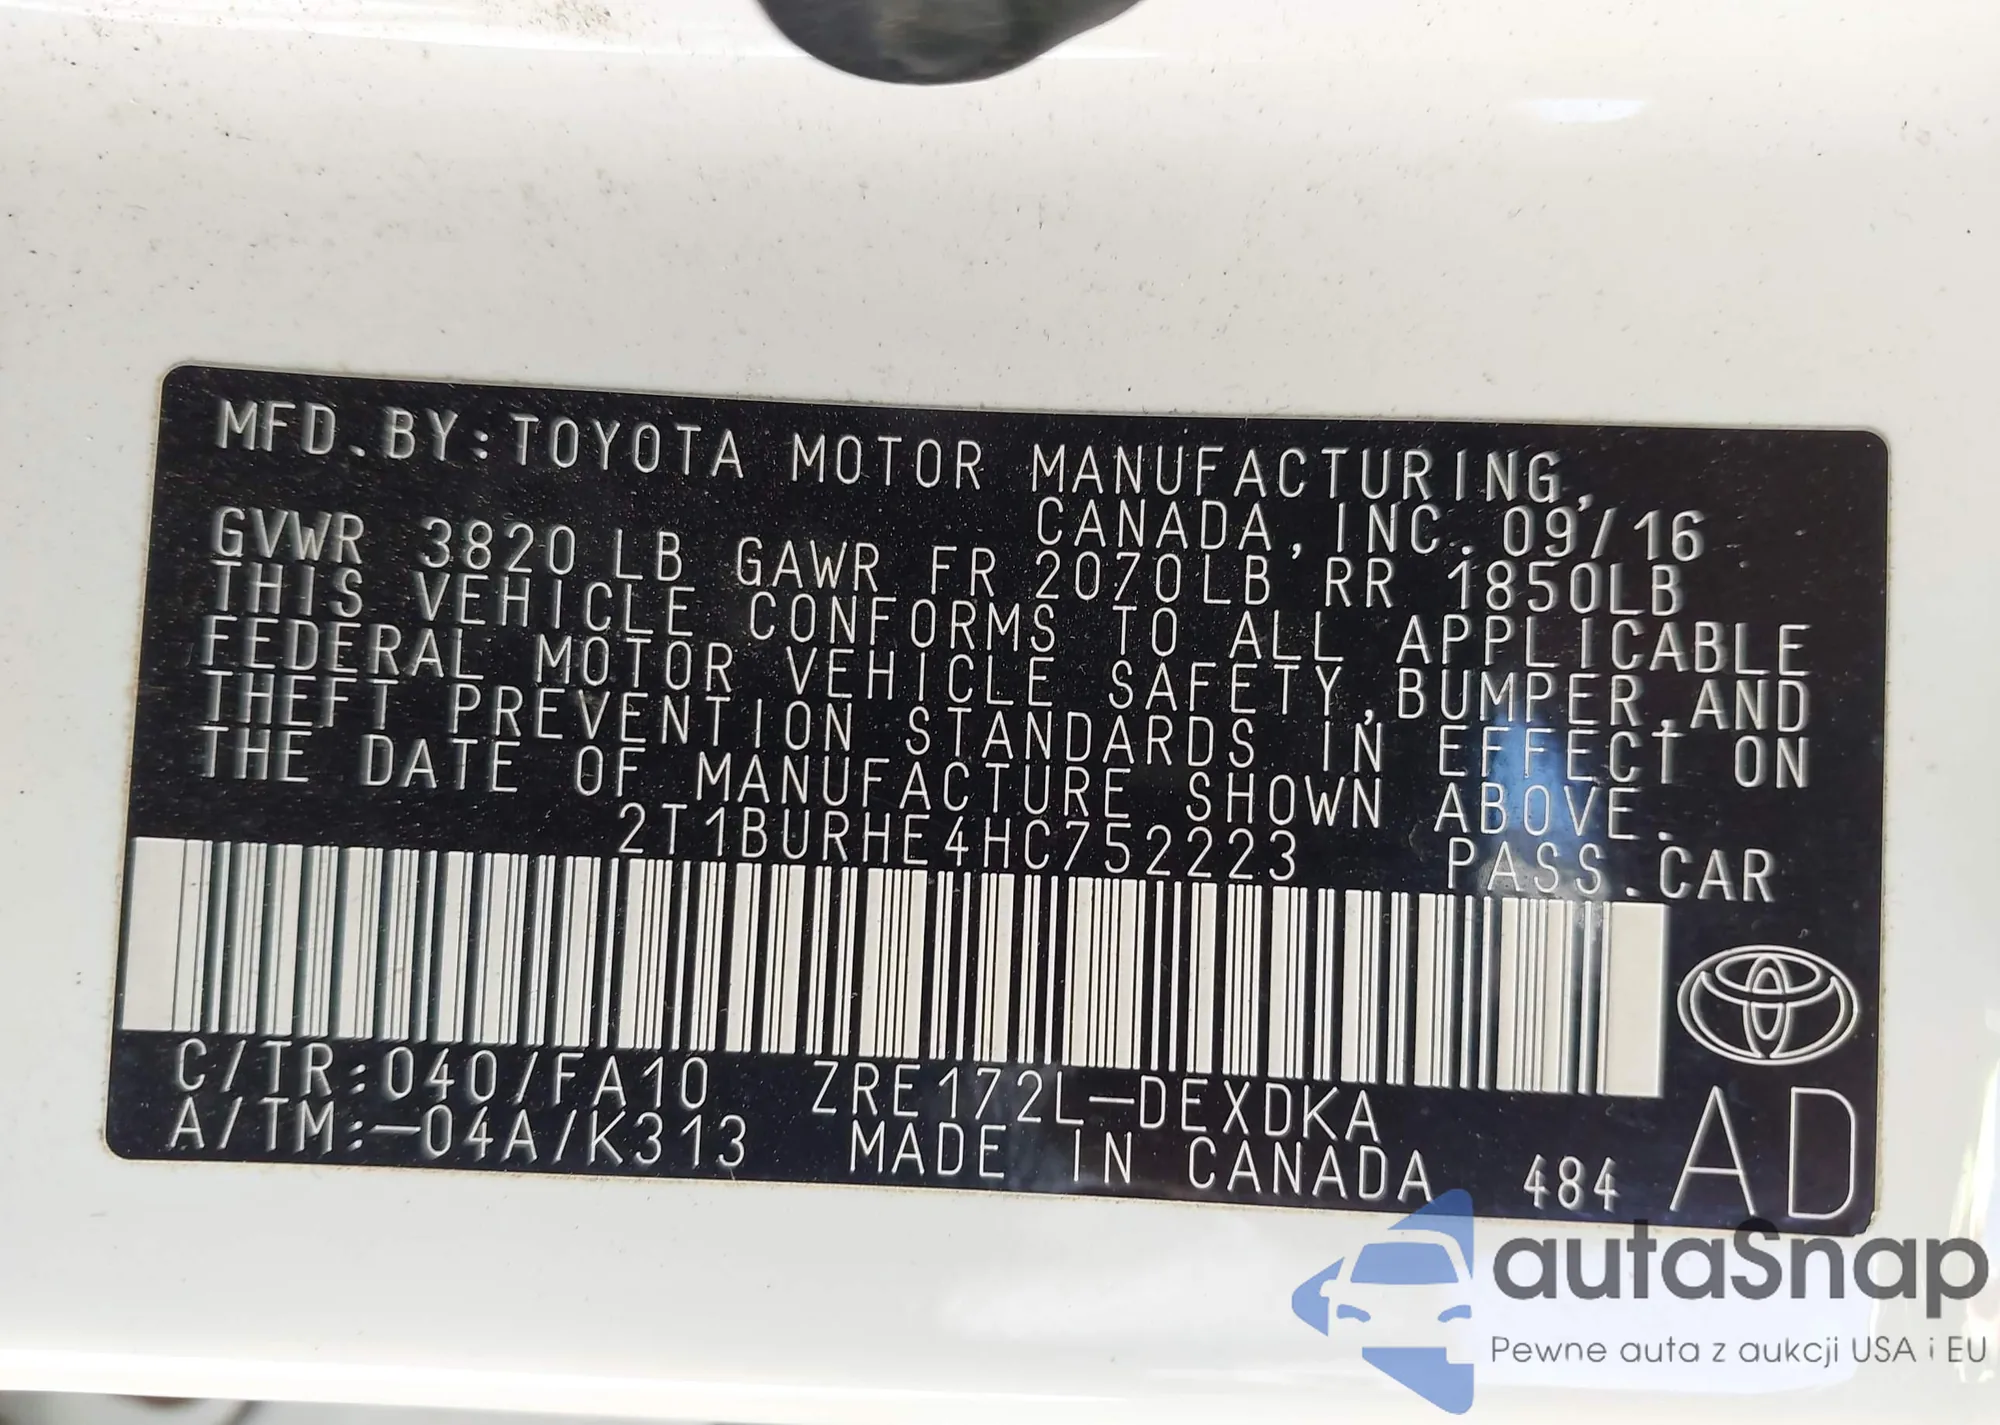 MFD.BY:TOYOTA MOTOR MANUFACTURING,
CANADA, INC. 09/16
GVWR 3820 LB GAWR FR 2070LB RR 1850LB
THIS VEHICLE CONFORMS TO ALL APPLICABLE
FEDERAL MOTOR VEHICLE SAFETY, BUMPER, AND
THEFT PREVENTION STANDARDS IN EFFECT ON
THE DATE OF MANUFACTURE SHOWN ABOVE.
2T1BURHE4HC752223 PASS.CAR
C/TR:040/FA10 ZRE172L-DEXDKA
A/TM:-04A/K313 MADE IN CANADA 484
AD
autaSnap
Pewne auta z aukcji USA i EU